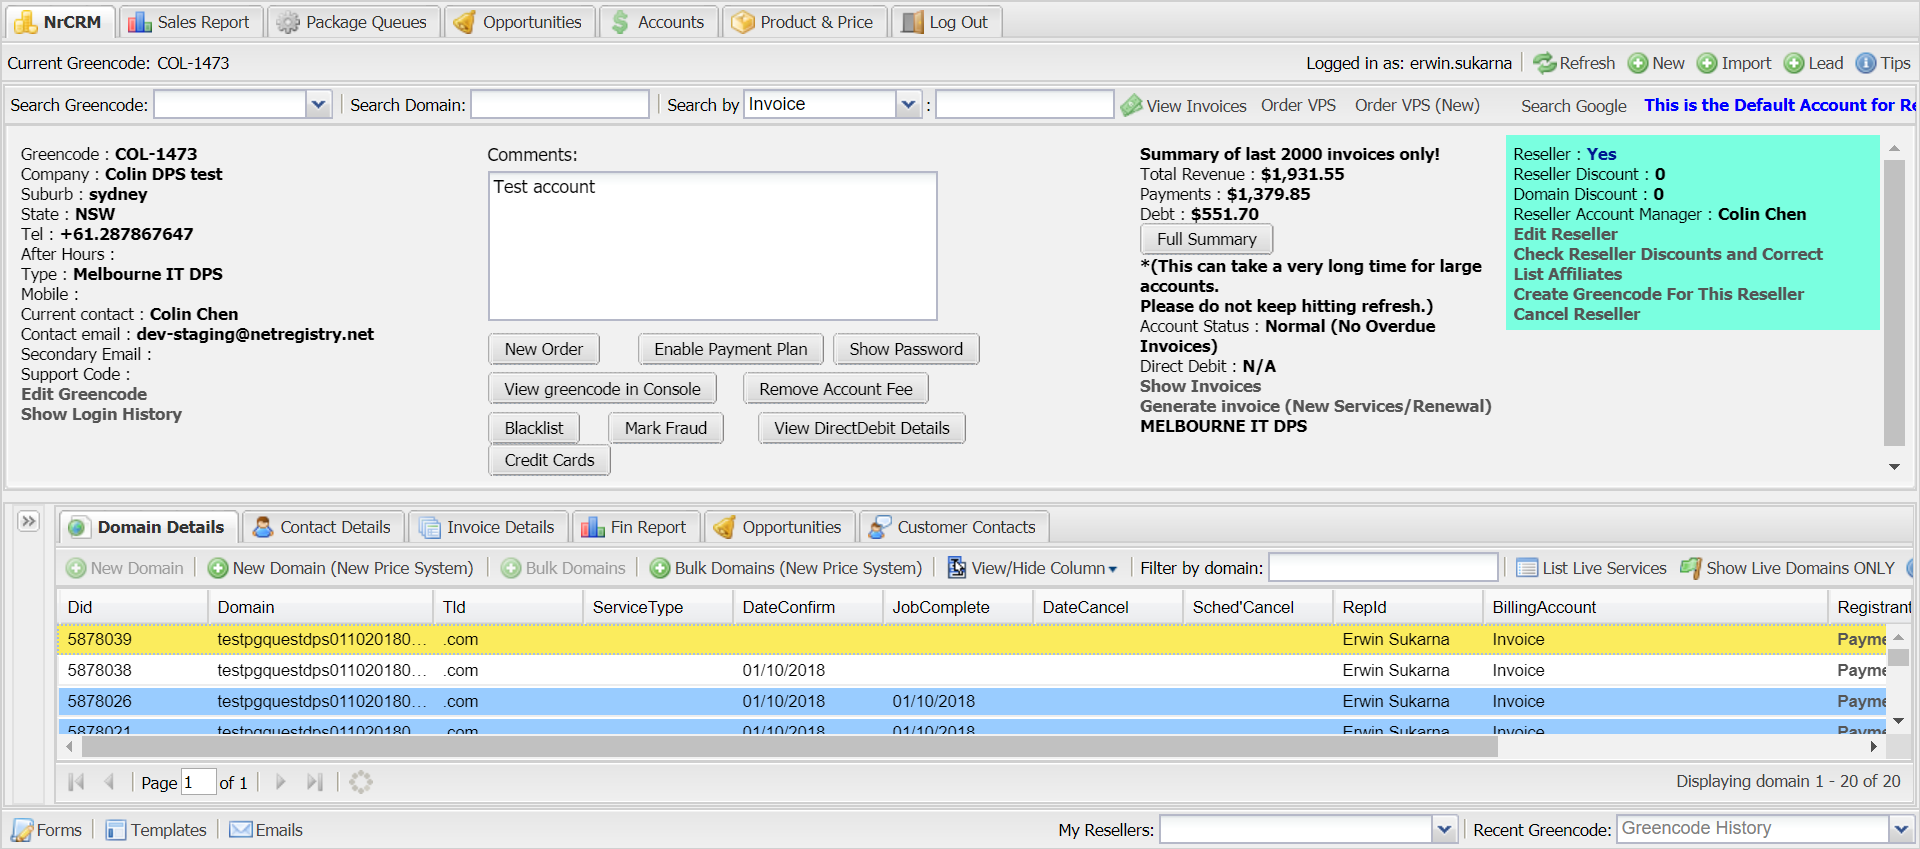 NrCRM Sales Report Package Queues Opportunities Accounts Product & Price Log Out
Current Greencode: COL-1473 Logged in as: erwin.sukarna Refresh New Import Lead Tips
Search Greencode: Search Domain: Search by Invoice : View Invoices Order VPS Order VPS (New) Search Google This is the Default Account for Re
Greencode : COL-1473
Company : Colin DPS test
Suburb : sydney
State : NSW
Tel : +61.287867647
After Hours :
Type : Melbourne IT DPS
Mobile :
Current contact : Colin Chen
Contact email : dev-staging@netregistry.net
Secondary Email :
Support Code :
Edit Greencode
Show Login History
Comments:
Test account
New Order Enable Payment Plan Show Password
View greencode in Console Remove Account Fee
Blacklist Mark Fraud View DirectDebit Details
Credit Cards
Summary of last 2000 invoices only!
Total Revenue : $1,931.55
Payments : $1,379.85
Debt : $551.70
Full Summary
*(This can take a very long time for large
accounts.
Please do not keep hitting refresh.)
Account Status : Normal (No Overdue
Invoices)
Direct Debit : N/A
Show Invoices
Generate invoice (New Services/Renewal)
MELBOURNE IT DPS
Reseller : Yes
Reseller Discount : 0
Domain Discount : 0
Reseller Account Manager : Colin Chen
Edit Reseller
Check Reseller Discounts and Correct
List Affiliates
Create Greencode For This Reseller
Cancel Reseller
Domain Details Contact Details Invoice Details Fin Report Opportunities Customer Contacts
New Domain New Domain (New Price System) Bulk Domains Bulk Domains (New Price System) View/Hide Column Filter by domain: List Live Services Show Live Domains ONLY
Did Domain Tld ServiceType DateConfirm JobComplete DateCancel Sched'Cancel RepId BillingAccount Registrant
5878039 testpgquestdps011020180... .com Erwin Sukarna Invoice Payme
5878038 testpgquestdps011020180... .com 01/10/2018 Erwin Sukarna Invoice Payme
5878026 testpgquestdps011020180... .com 01/10/2018 01/10/2018 Erwin Sukarna Invoice Payme
5878021 testpgquestdps011020180... .com 01/10/2018 01/10/2018 Erwin Sukarna Invoice Payme
Page 1 of 1 Displaying domain 1 - 20 of 20
Forms Templates Emails My Resellers: Recent Greencode: Greencode History